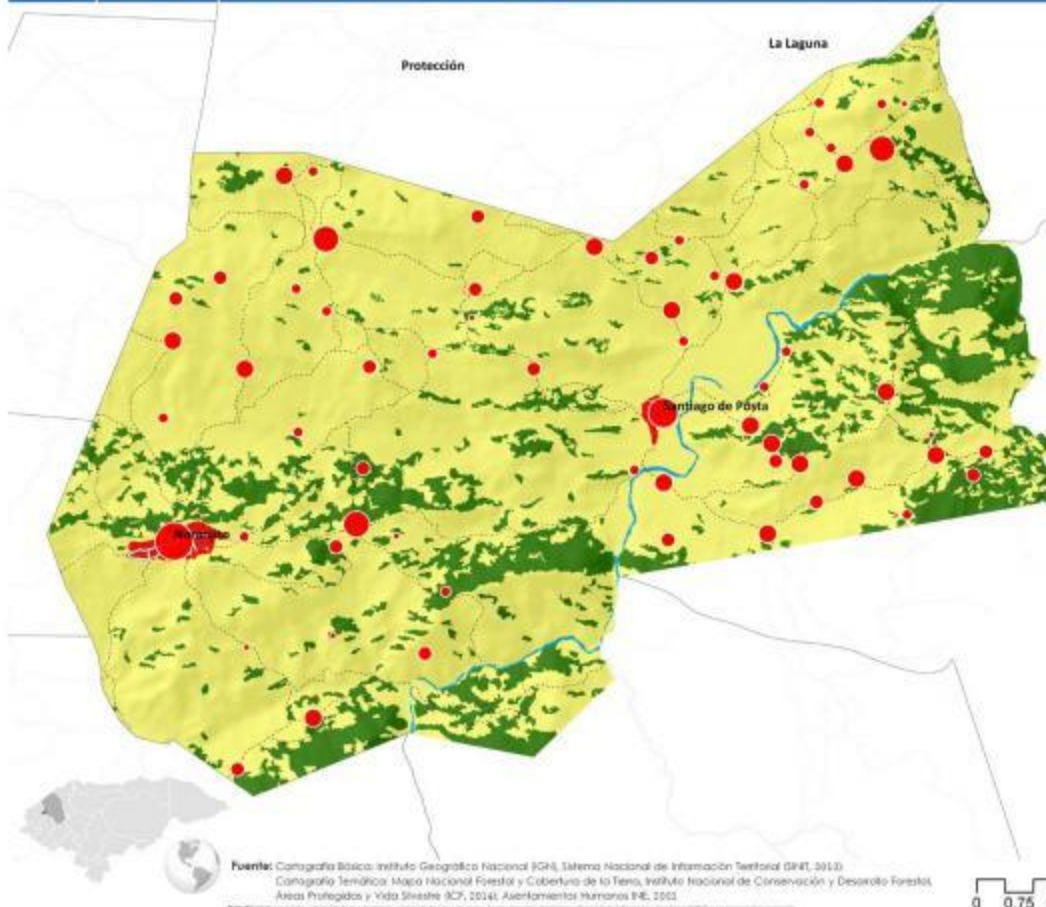 La Laguna
Protección
Santiago de Posta
Fuente: Cartografía Básica: Instituto Geográfico Nacional (IGN), Sistema Nacional de Información Territorial (SINIT, 2013)
Cartografía Temática: Mapa Nacional Forestal y Cobertura de la Tierra, Instituto Nacional de Conservación y Desarrollo Forestal,
Áreas Protegidas y Vida Silvestre (ICF, 2014), Asentamientos Humanos INE, 2002
0 0.75